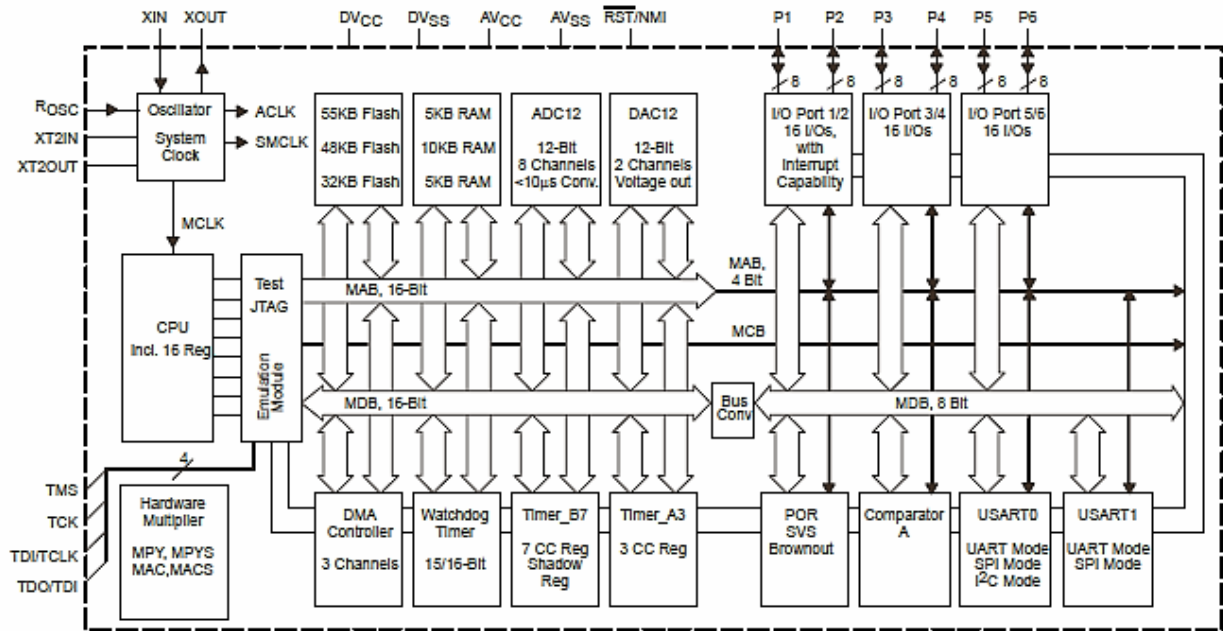 XIN XOUT DVCC DVSS AVCC AVSS RST/NMI P1 P2 P3 P4 P5 P6
8 8 8 8 8 8
ROSC
XT2IN
XT2OUT
Oscillator
System
Clock
ACLK
SMCLK
MCLK
55KB Flash
48KB Flash
32KB Flash
5KB RAM
10KB RAM
5KB RAM
ADC12
12-Bit
8 Channels
<10μs Conv.
DAC12
12-Bit
2 Channels
Voltage out
I/O Port 1/2
16 I/Os,
with
Interrupt
Capability
I/O Port 3/4
16 I/Os
I/O Port 5/6
16 I/Os
CPU
Incl. 16 Reg
Test
JTAG
Emulation
Module
MAB, 16-Bit
MAB,
4 Bit
MCB
MDB, 16-Bit
Bus
Conv
MDB, 8 Bit
4
TMS
TCK
TDI/TCLK
TDO/TDI
Hardware
Multiplier
MPY, MPYS
MAC,MACS
DMA
Controller
3 Channels
Watchdog
Timer
15/16-Bit
Timer_B7
7 CC Reg
Shadow
Reg
Timer_A3
3 CC Reg
POR
SVS
Brownout
Comparator
A
USART0
UART Mode
SPI Mode
I2C Mode
USART1
UART Mode
SPI Mode